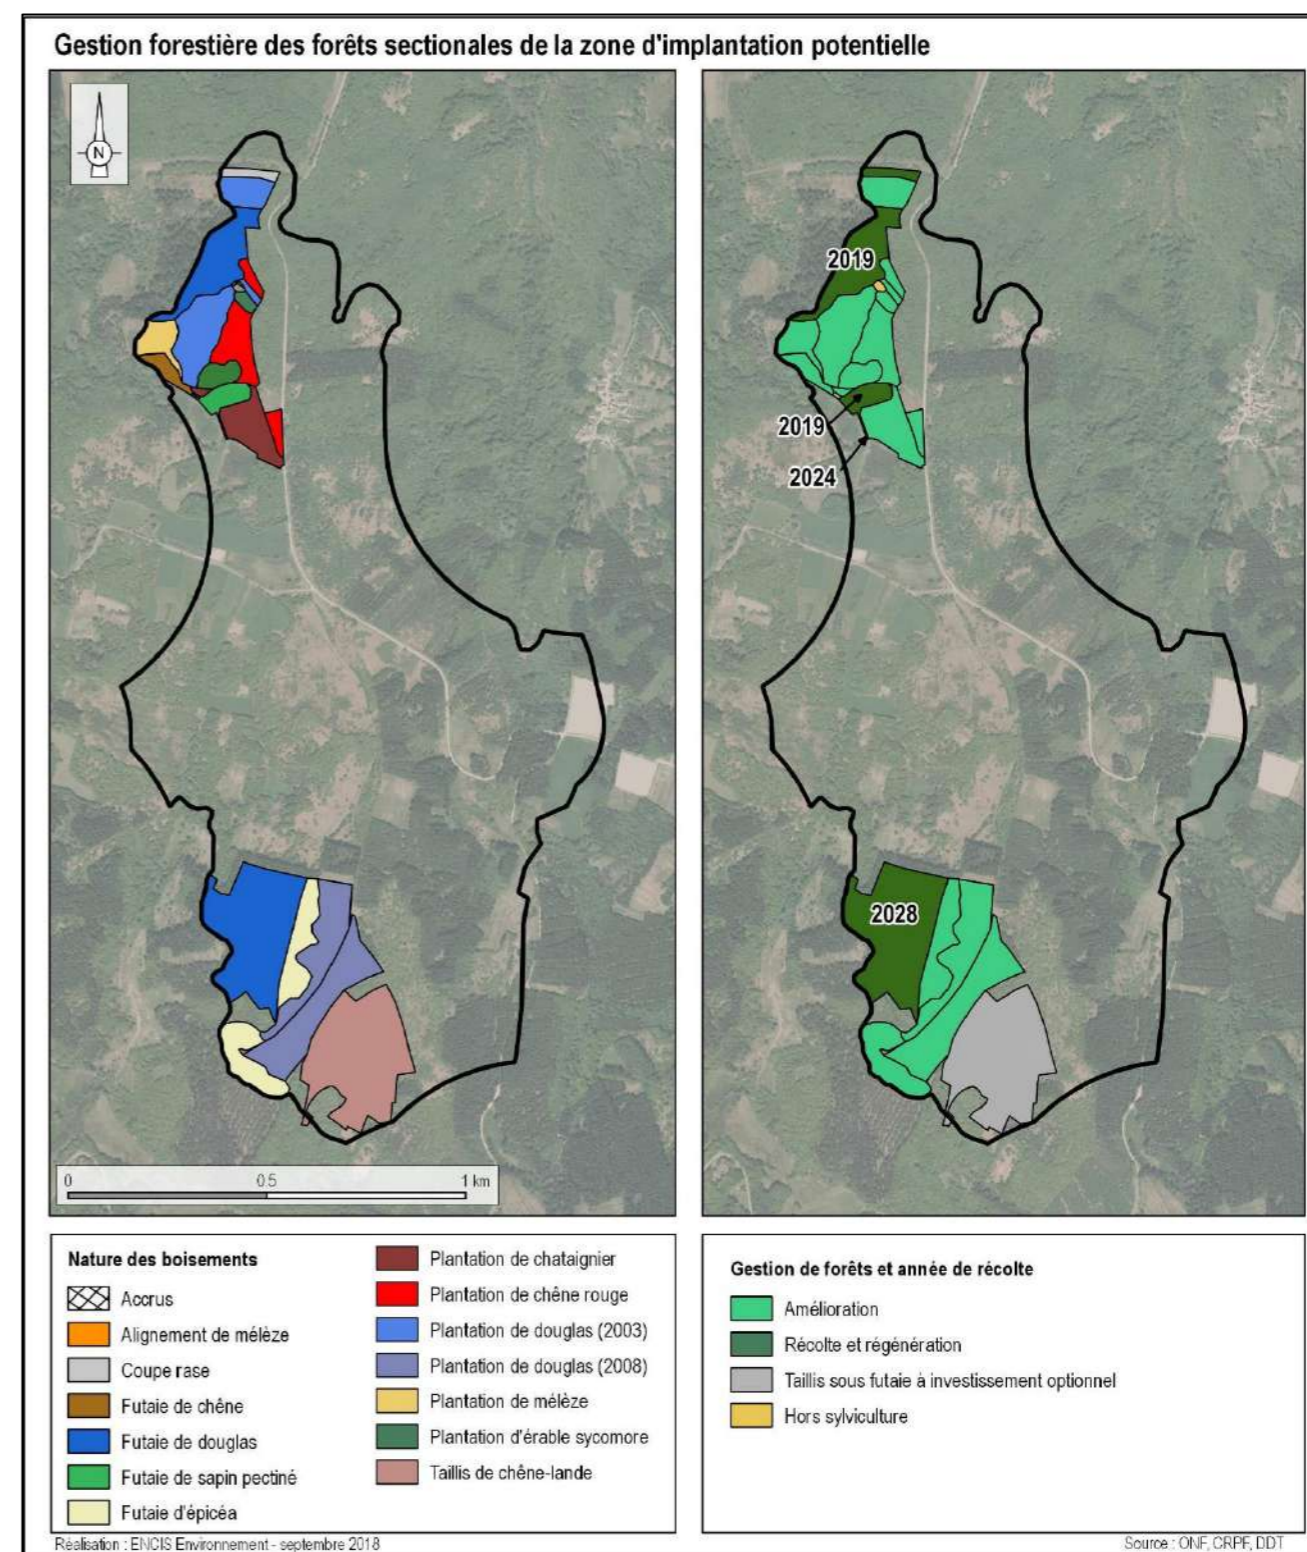 Gestion forestière des forêts sectionales de la zone d'implantation potentielle
N
2019
2019
2024
2028
0 0.5 1 km
Nature des boisements
Accrus
Alignement de mélèze
Coupe rase
Futaie de chêne
Futaie de douglas
Futaie de sapin pectiné
Futaie d'épicéa
Plantation de chataignier
Plantation de chêne rouge
Plantation de douglas (2003)
Plantation de douglas (2008)
Plantation de mélèze
Plantation d'érable sycomore
Taillis de chêne-lande
Gestion de forêts et année de récolte
Amélioration
Récolte et régénération
Taillis sous futaie à investissement optionnel
Hors sylviculture
Réalisation : ENCIS Environnement - septembre 2018
Source : ONF, CRPF, DDT